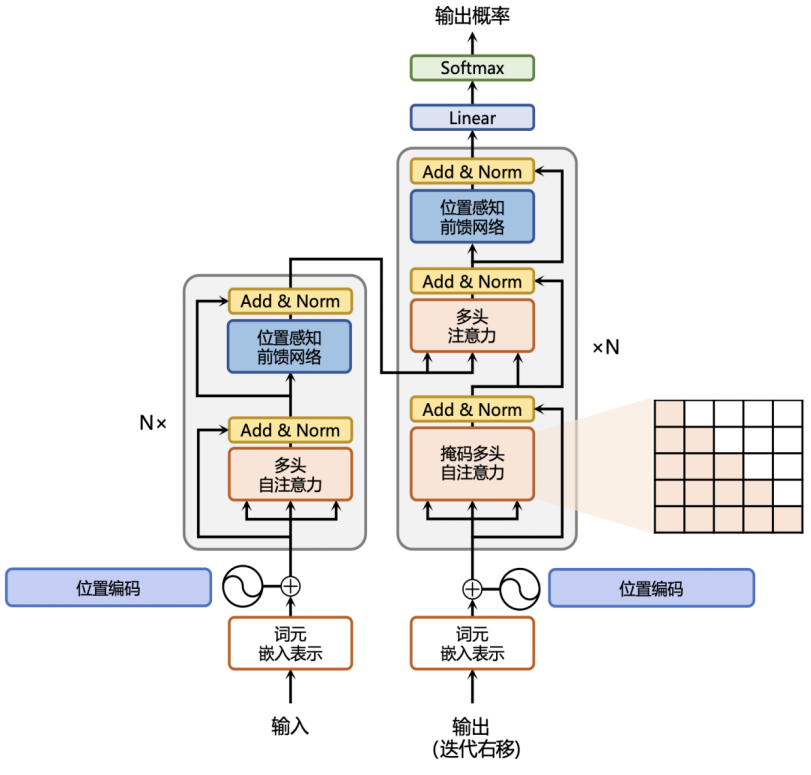 输出概率
Softmax
Linear
Add & Norm
位置感知
前馈网络
Add & Norm
多头
注意力
×N
Add & Norm
掩码多头
自注意力
Add & Norm
位置感知
前馈网络
N×
Add & Norm
多头
自注意力
位置编码
位置编码
词元
嵌入表示
词元
嵌入表示
输入
输出
(迭代右移)